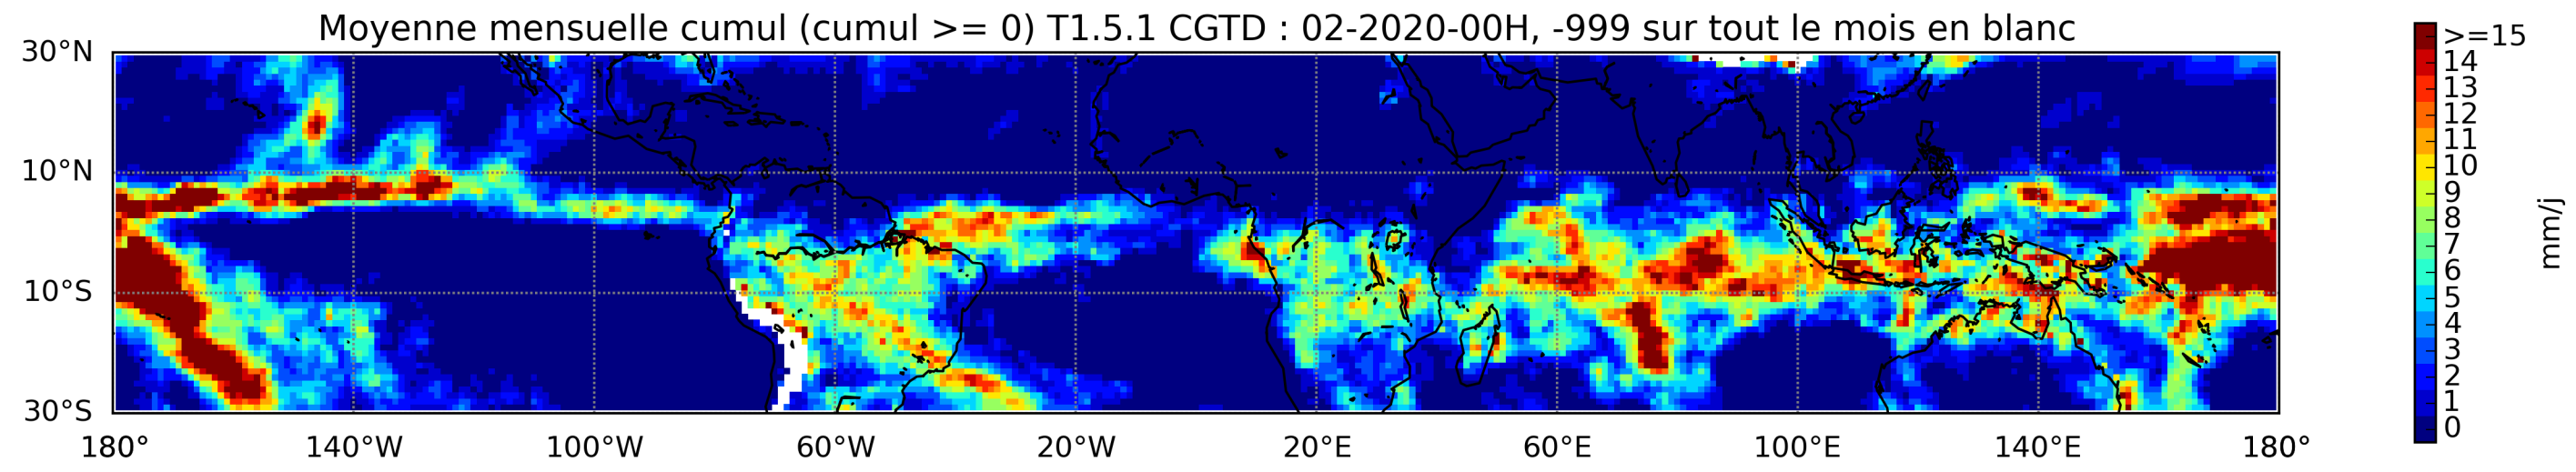 Moyenne mensuelle cumul (cumul >= 0) T1.5.1 CGTD : 02-2020-00H, -999 sur tout le mois en blanc
30°N
10°N
10°S
30°S
180°
140°W
100°W
60°W
20°W
20°E
60°E
100°E
140°E
180°
>=15
14
13
12
11
10
9
8
7
6
5
4
3
2
1
0
mm/j